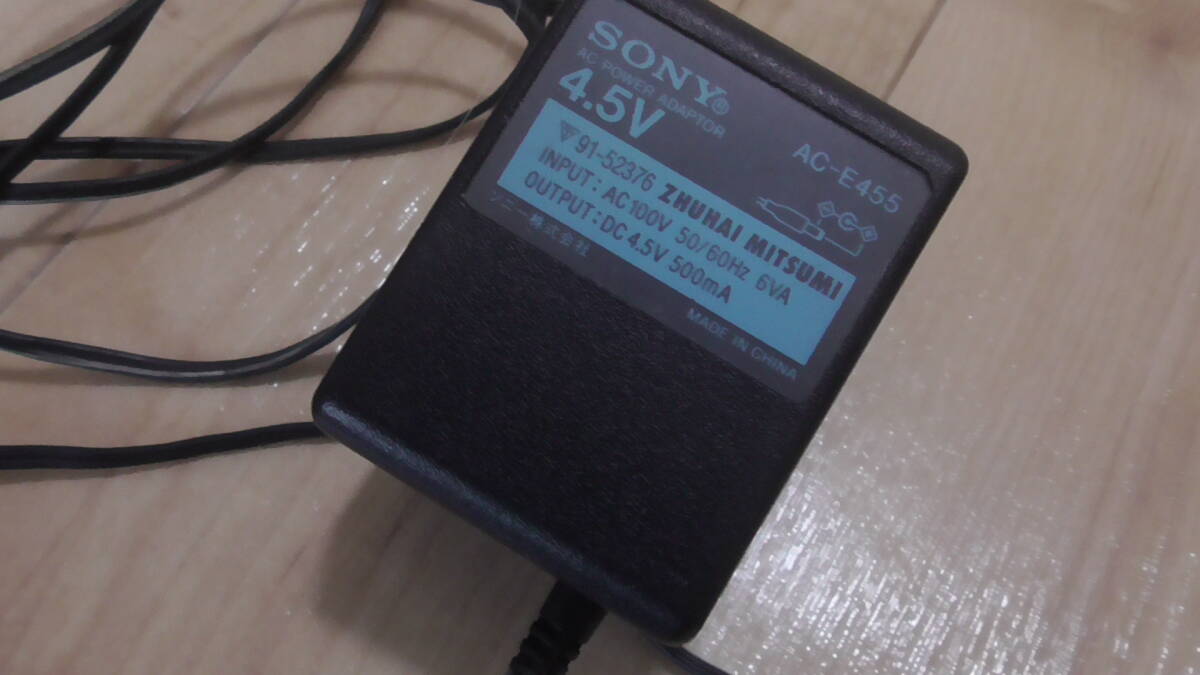 SONY®
AC POWER ADAPTOR
4.5V
AC-E455
91-52376 ZHUHAI MITSUMI
INPUT: AC100V 50/60Hz 6VA
OUTPUT: DC 4.5V 500mA
ソニー株式会社
MADE IN CHINA